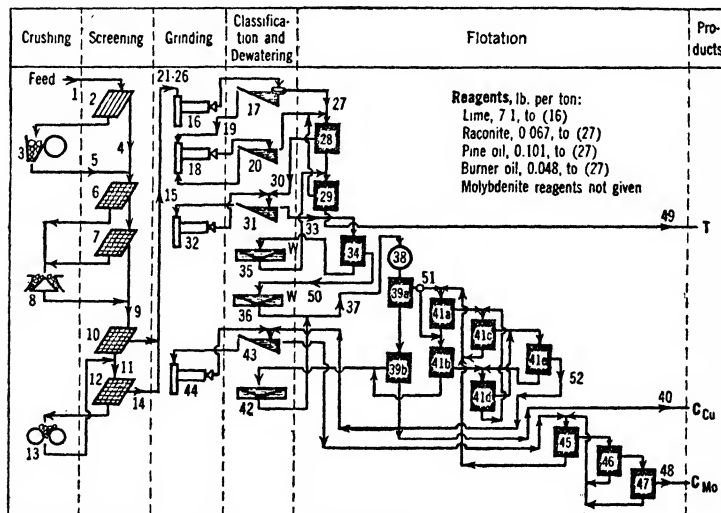 Crushing
Screening
Grinding
Classifica-
tion and
Dewatering
Flotation
Pro-
ducts
Feed
1
2
3
4
5
6
7
8
9
10
11
12
13
14
15
21-26
16
17
18
19
20
27
28
29
30
31
32
33
34
35
W
36
W
50
37
38
39a
51
39b
41a
41b
41c
41d
41e
52
42
43
44
45
46
47
48
49
40
T
C Cu
C Mo
Reagents, lb. per ton:
Lime, 7 1, to (16)
Raconite, 0 067, to (27)
Pine oil, 0.101, to (27)
Burner oil, 0.048, to (27)
Molybdenite reagents not given